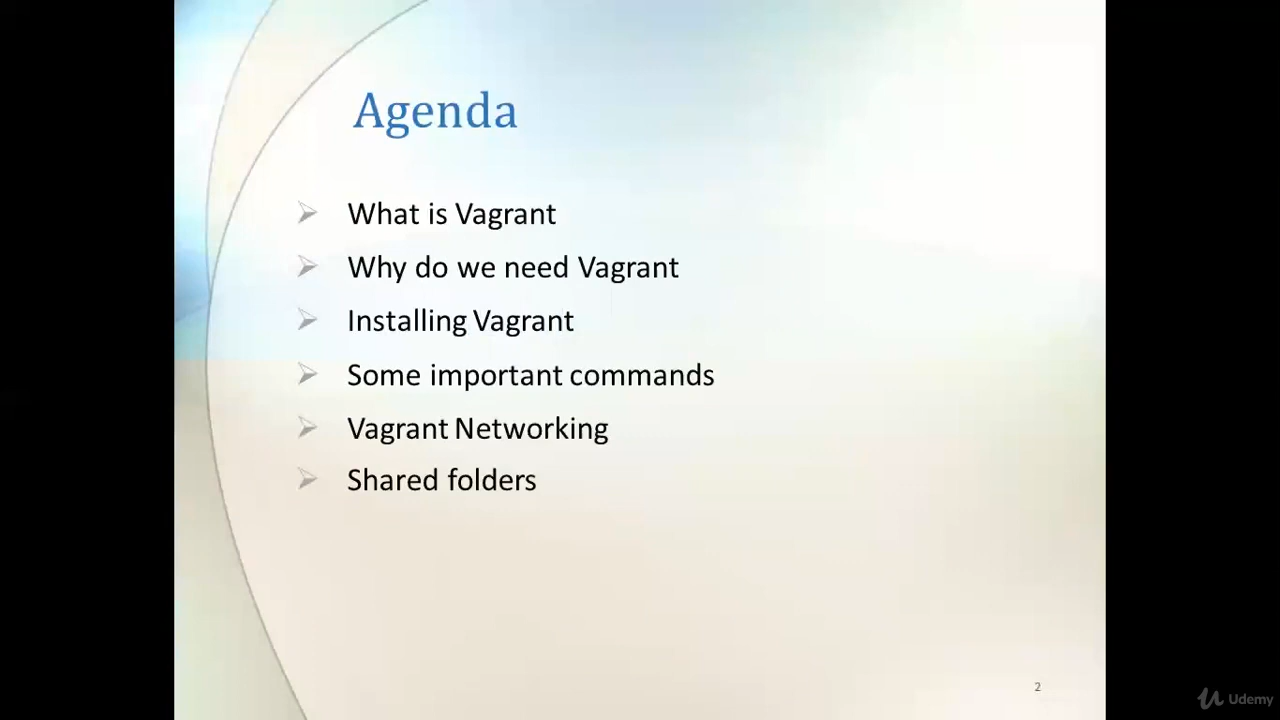 Agenda
What is Vagrant
Why do we need Vagrant
Installing Vagrant
Some important commands
Vagrant Networking
Shared folders
2
Udemy